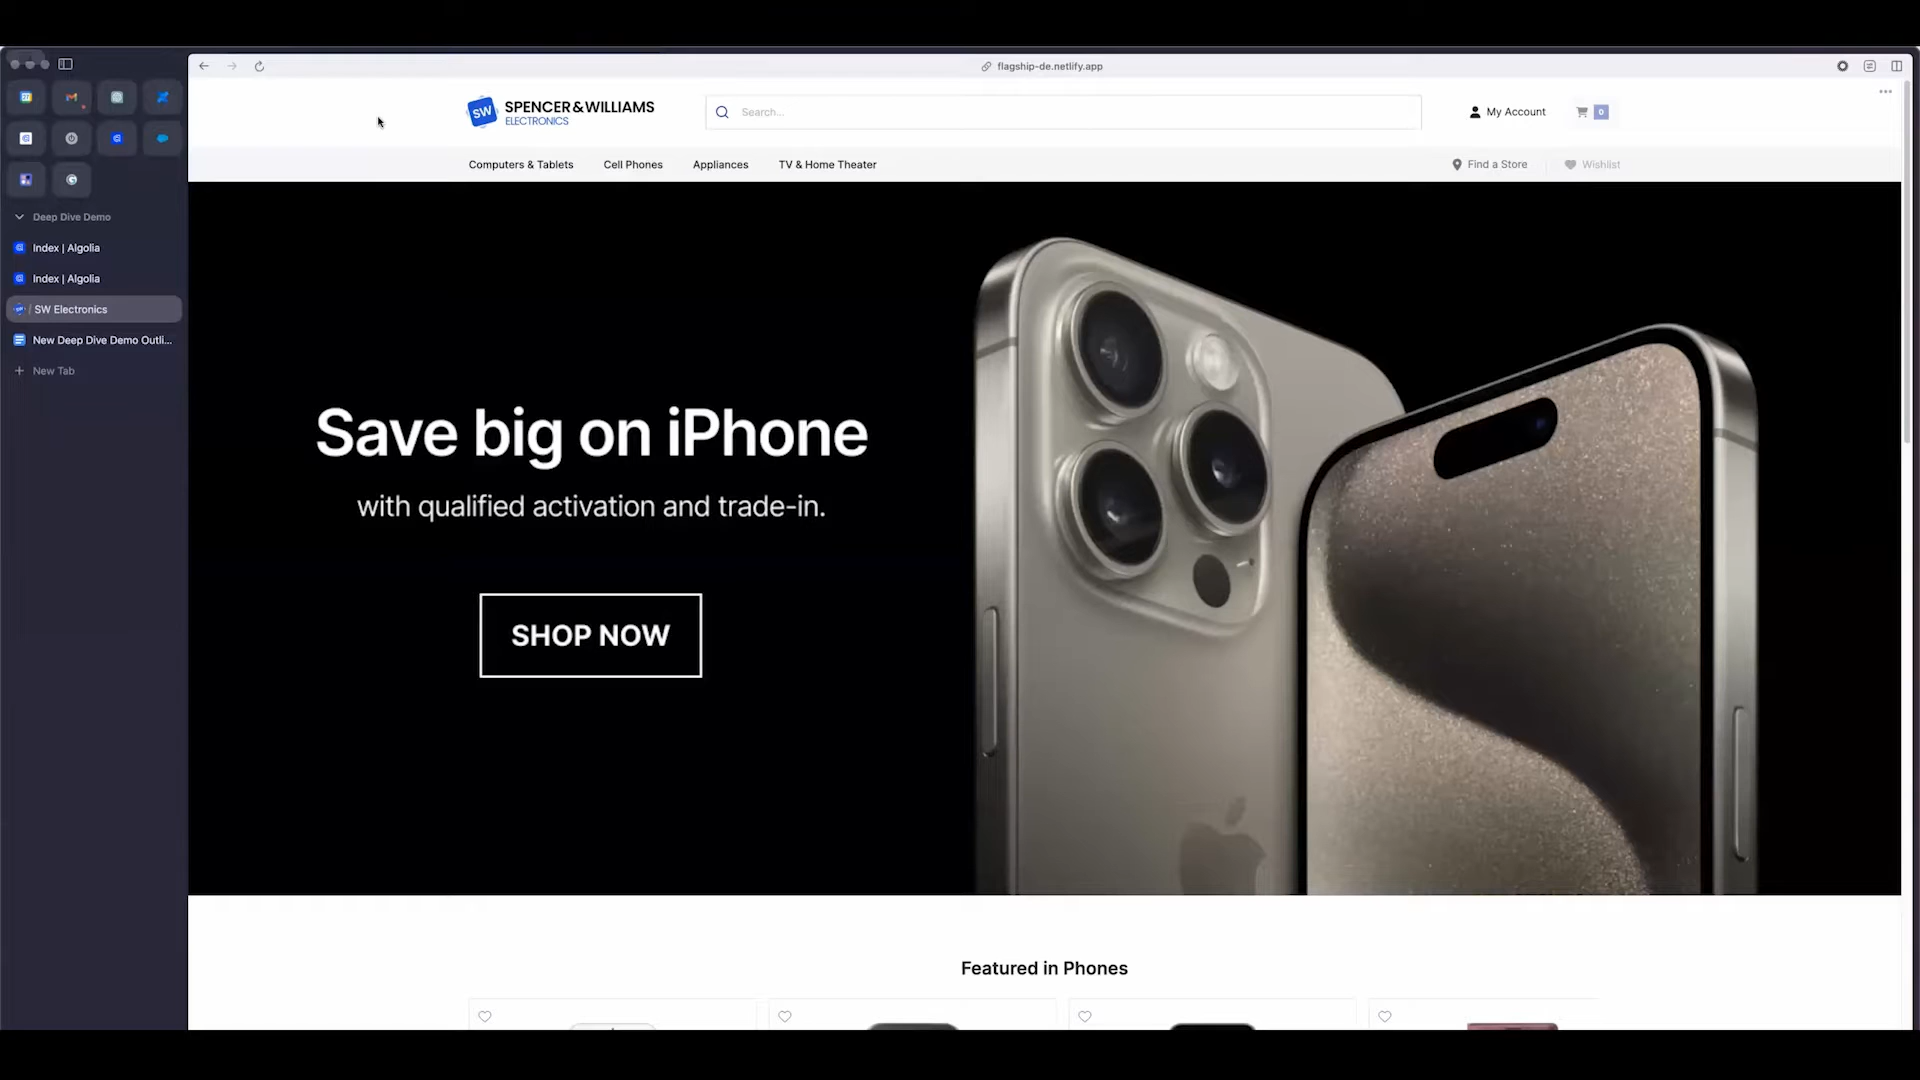 flagship-de.netlify.app
SW
SPENCER & WILLIAMS
ELECTRONICS
Search...
My Account
0
Computers & Tablets
Cell Phones
Appliances
TV & Home Theater
Find a Store
Wishlist
Deep Dive Demo
Index | Algolia
Index | Algolia
/ SW Electronics
New Deep Dive Demo Outli...
New Tab
Save big on iPhone
with qualified activation and trade-in.
SHOP NOW
Featured in Phones